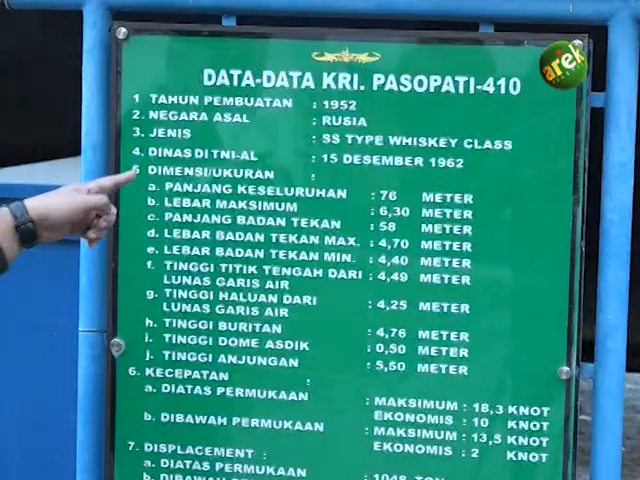 arek
DATA-DATA KRI. PASOPATI-410
1 TAHUN PEMBUATAN : 1952
2. NEGARA ASAL : RUSIA
3. JENIS : SS TYPE WHISKEY CLASS
4. DINAS DI TNI-AL : 15 DESEMBER 1962
5 DIMENSI/UKURAN :
a. PANJANG KESELURUHAN : 76 METER
b. LEBAR MAKSIMUM : 6,30 METER
c. PANJANG BADAN TEKAN : 58 METER
d. LEBAR BADAN TEKAN MAX. : 4,70 METER
e. LEBAR BADAN TEKAN MIN. : 4,40 METER
f. TINGGI TITIK TENGAH DARI : 4,49 METER
LUNAS GARIS AIR
g. TINGGI HALUAN DARI : 4,25 METER
LUNAS GARIS AIR
h. TINGGI BURITAN : 4,76 METER
i. TINGGI DOME ASDIK : 0,50 METER
j. TINGGI ANJUNGAN : 5,50 METER
6. KECEPATAN :
a. DIATAS PERMUKAAN : MAKSIMUM : 18,3 KNOT
EKONOMIS : 10 KNOT
b. DIBAWAH PERMUKAAN : MAKSIMUM : 13,5 KNOT
EKONOMIS : 2 KNOT
7. DISPLACEMENT :
a. DIATAS PERMUKAAN : 1048 TON
b. DIBAWAH PERMUKAAN